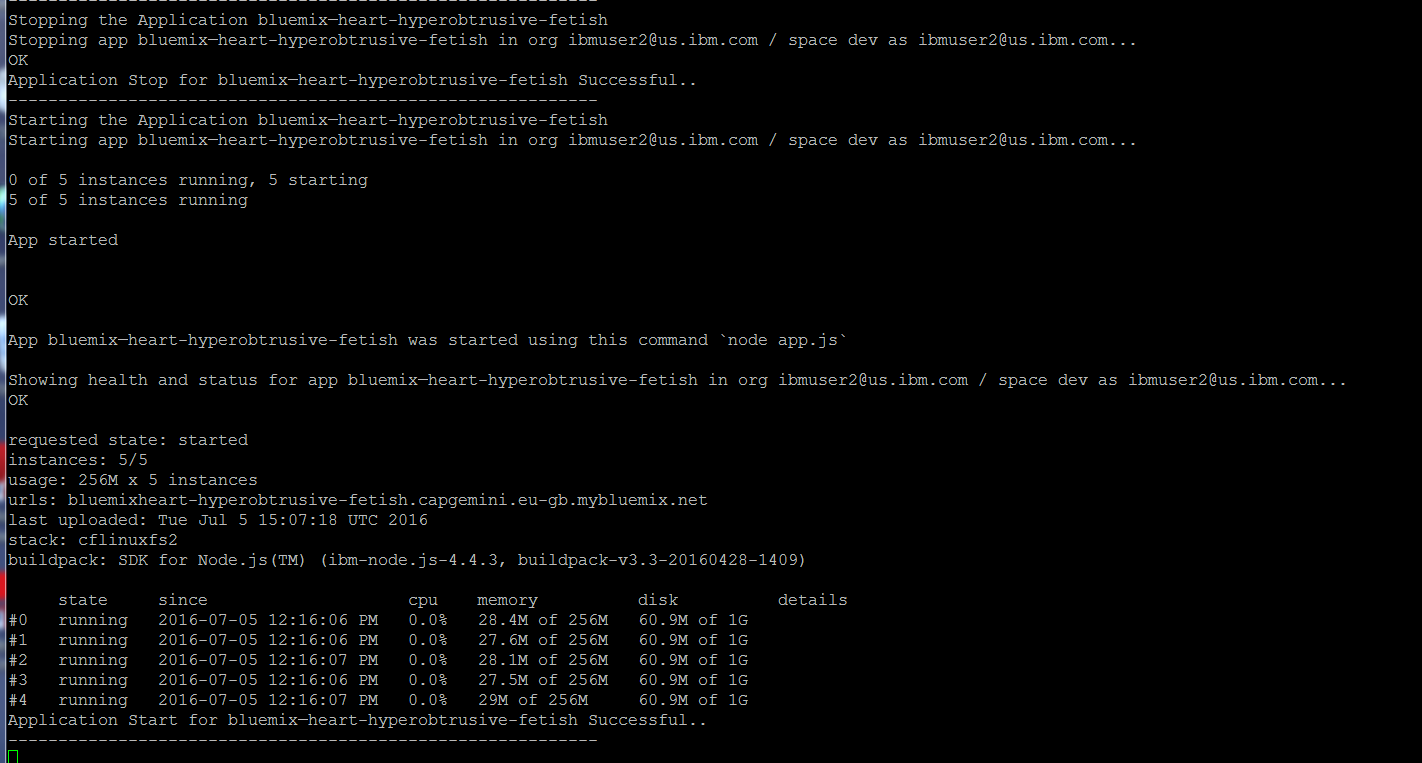 ------------------------------------------------------------
Stopping the Application bluemix—heart-hyperobtrusive-fetish
Stopping app bluemix—heart-hyperobtrusive-fetish in org ibmuser2@us.ibm.com / space dev as ibmuser2@us.ibm.com...
OK
Application Stop for bluemix—heart-hyperobtrusive-fetish Successful..
-----------------------------------------------------------
Starting the Application bluemix—heart-hyperobtrusive-fetish
Starting app bluemix—heart-hyperobtrusive-fetish in org ibmuser2@us.ibm.com / space dev as ibmuser2@us.ibm.com...
0 of 5 instances running, 5 starting
5 of 5 instances running
App started
OK
App bluemix—heart-hyperobtrusive-fetish was started using this command `node app.js`
Showing health and status for app bluemix—heart-hyperobtrusive-fetish in org ibmuser2@us.ibm.com / space dev as ibmuser2@us.ibm.com...
OK
requested state: started
instances: 5/5
usage: 256M x 5 instances
urls: bluemixheart-hyperobtrusive-fetish.capgemini.eu-gb.mybluemix.net
last uploaded: Tue Jul 5 15:07:18 UTC 2016
stack: cflinuxfs2
buildpack: SDK for Node.js(TM) (ibm-node.js-4.4.3, buildpack-v3.3-20160428-1409)
state since cpu memory disk details
#0 running 2016-07-05 12:16:06 PM 0.0% 28.4M of 256M 60.9M of 1G
#1 running 2016-07-05 12:16:06 PM 0.0% 27.6M of 256M 60.9M of 1G
#2 running 2016-07-05 12:16:07 PM 0.0% 28.1M of 256M 60.9M of 1G
#3 running 2016-07-05 12:16:06 PM 0.0% 27.5M of 256M 60.9M of 1G
#4 running 2016-07-05 12:16:07 PM 0.0% 29M of 256M 60.9M of 1G
Application Start for bluemix—heart-hyperobtrusive-fetish Successful..
-----------------------------------------------------------